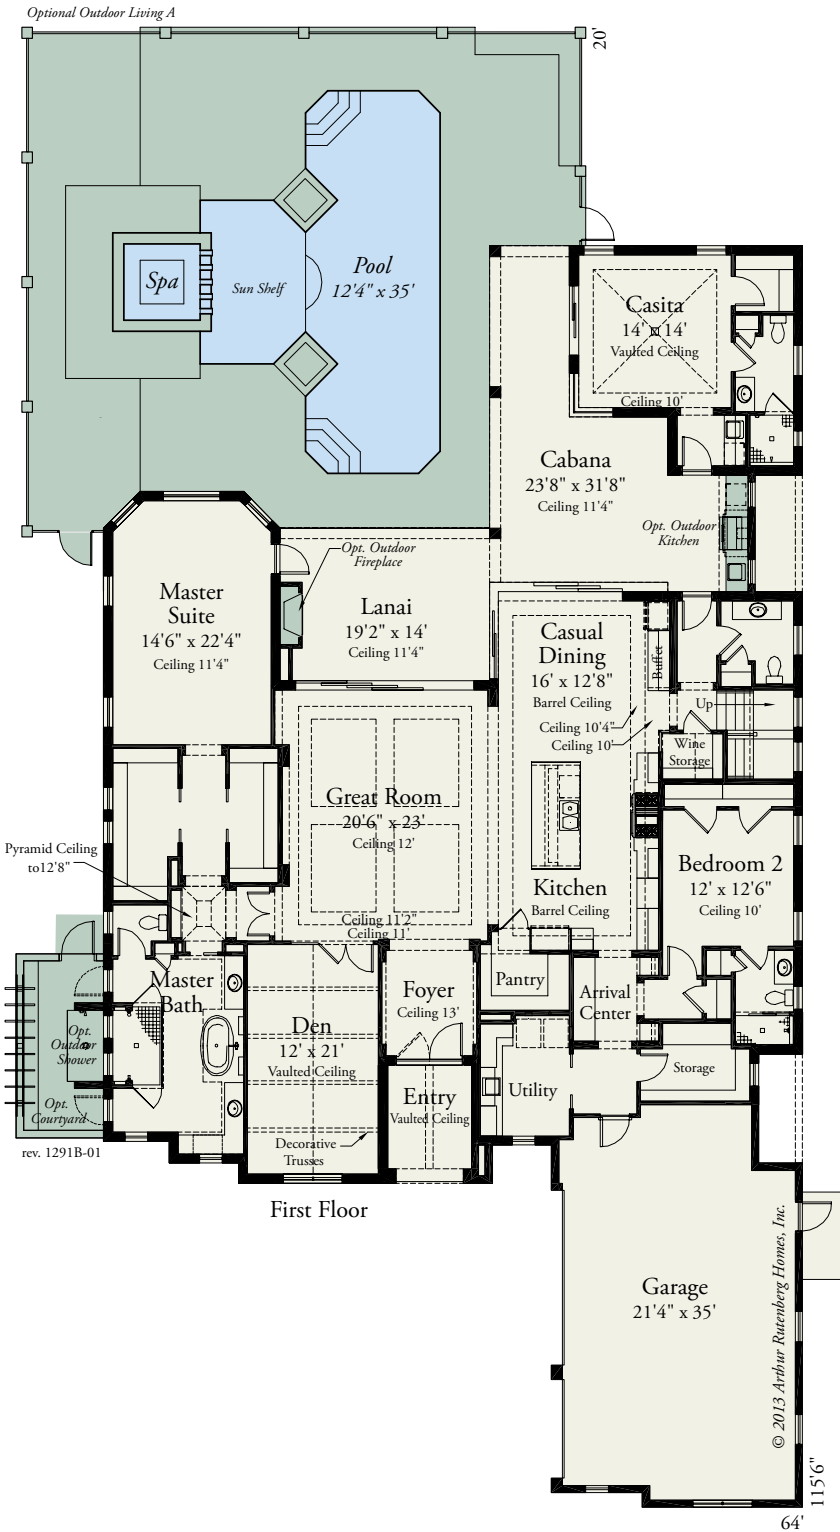 Optional Outdoor Living A
20'
Spa
Sun Shelf
Pool
12'4" x 35'
Casita
14' x 14'
Vaulted Ceiling
Ceiling 10'
Cabana
23'8" x 31'8"
Ceiling 11'4"
Opt. Outdoor
Kitchen
Opt. Outdoor
Fireplace
Master
Suite
14'6" x 22'4"
Ceiling 11'4"
Lanai
19'2" x 14'
Ceiling 11'4"
Casual
Dining
16' x 12'8"
Barrel Ceiling
Buffet
Ceiling 10'4"
Ceiling 10'
Up
Wine
Storage
Great Room
20'6" x 23'
Ceiling 12'
Ceiling 11'2"
Ceiling 11'
Pyramid Ceiling
to12'8"
Kitchen
Barrel Ceiling
Bedroom 2
12' x 12'6"
Ceiling 10'
Master
Bath
Pantry
Foyer
Ceiling 13'
Arrival
Center
Den
12' x 21'
Vaulted Ceiling
Opt.
Outdoor
Shower
Opt.
Courtyard
Storage
Utility
Entry
Vaulted Ceiling
Decorative
Trusses
rev. 1291B-01
First Floor
Garage
21'4" x 35'
© 2013 Arthur Rutenberg Homes, Inc.
115'6"
64'